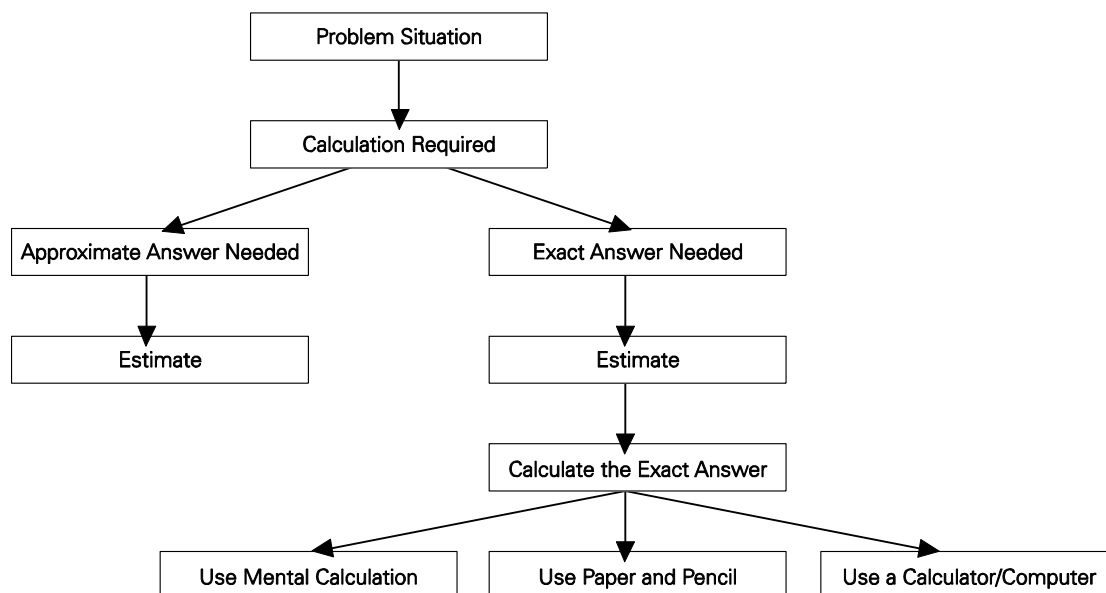 Problem Situation
Calculation Required
Approximate Answer Needed
Exact Answer Needed
Estimate
Estimate
Calculate the Exact Answer
Use Mental Calculation
Use Paper and Pencil
Use a Calculator/Computer